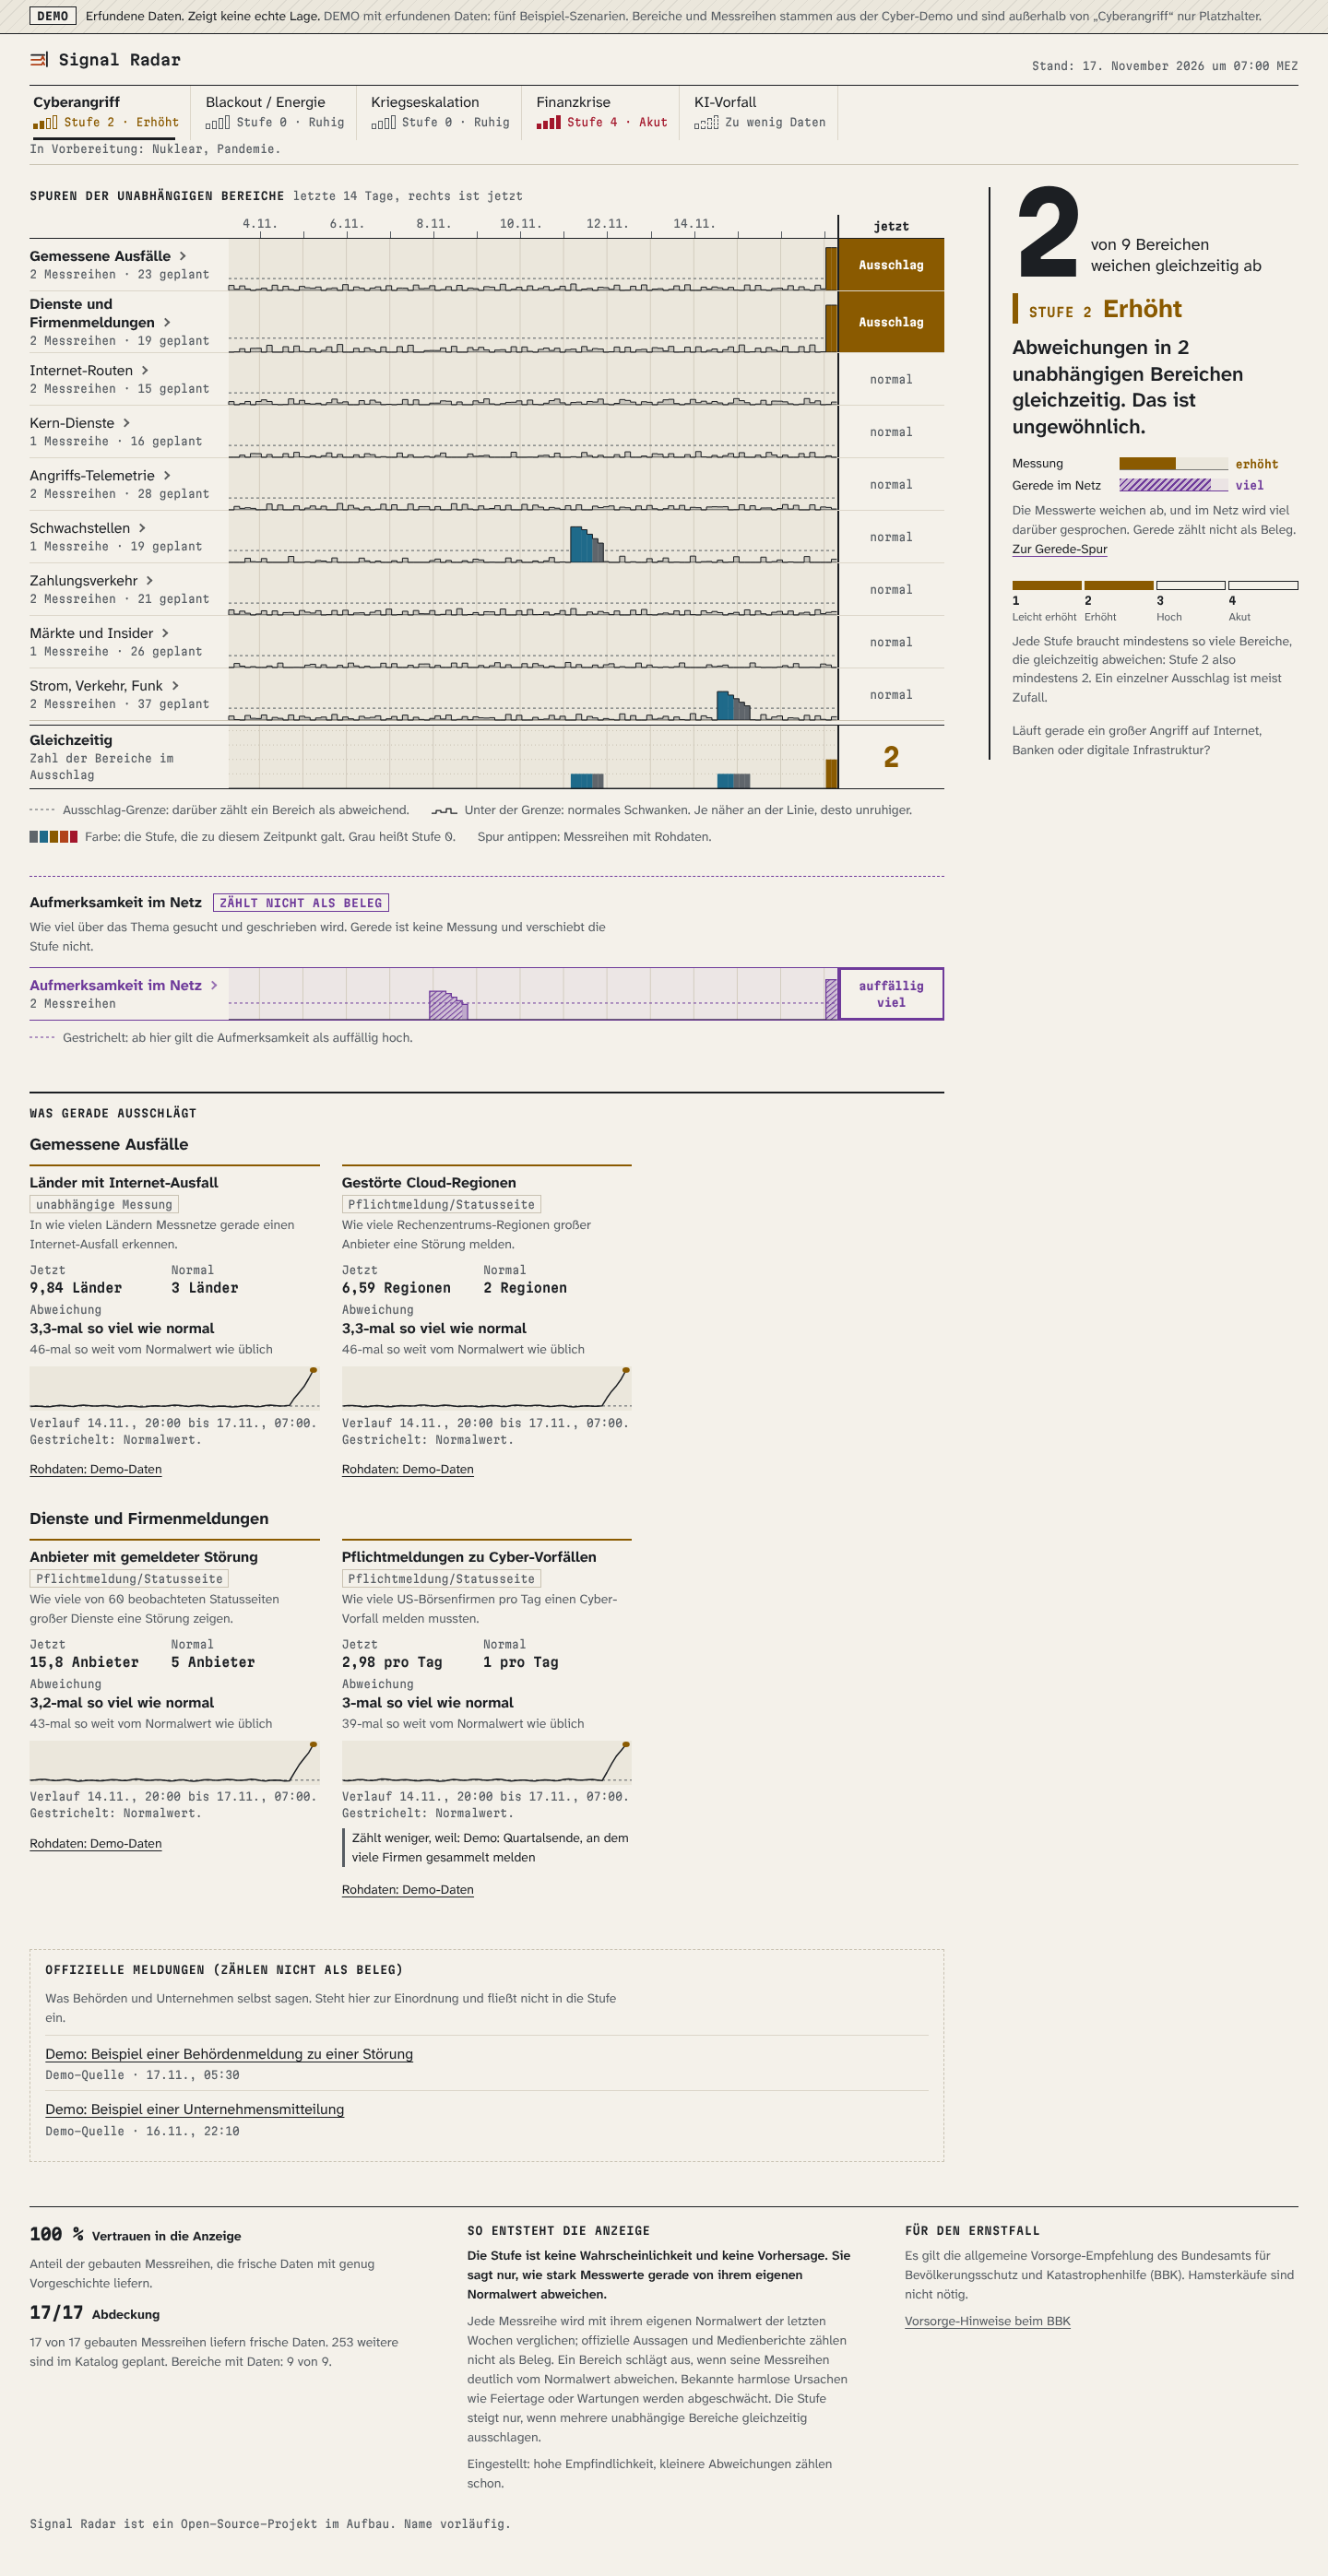 DEMO Erfundene Daten. Zeigt keine echte Lage. DEMO mit erfundenen Daten: fünf Beispiel-Szenarien. Bereiche und Messreihen stammen aus der Cyber-Demo und sind außerhalb von „Cyberangriff“ nur Platzhalter.
Signal Radar
Stand: 17. November 2026 um 07:00 MEZ
Cyberangriff
Stufe 2 · Erhöht
Blackout / Energie
Stufe 0 · Ruhig
Kriegseskalation
Stufe 0 · Ruhig
Finanzkrise
Stufe 4 · Akut
KI-Vorfall
Zu wenig Daten
In Vorbereitung: Nuklear, Pandemie.
SPUREN DER UNABHÄNGIGEN BEREICHE letzte 14 Tage, rechts ist jetzt
4.11. 6.11. 8.11. 10.11. 12.11. 14.11. jetzt
Gemessene Ausfälle
2 Messreihen · 23 geplant
Ausschlag
Dienste und
Firmenmeldungen
2 Messreihen · 19 geplant
Ausschlag
Internet-Routen
2 Messreihen · 15 geplant
normal
Kern-Dienste
1 Messreihe · 16 geplant
normal
Angriffs-Telemetrie
2 Messreihen · 28 geplant
normal
Schwachstellen
1 Messreihe · 19 geplant
normal
Zahlungsverkehr
2 Messreihen · 21 geplant
normal
Märkte und Insider
1 Messreihe · 26 geplant
normal
Strom, Verkehr, Funk
2 Messreihen · 37 geplant
normal
Gleichzeitig
Zahl der Bereiche im
Ausschlag
2
Ausschlag-Grenze: darüber zählt ein Bereich als abweichend.
Unter der Grenze: normales Schwanken. Je näher an der Linie, desto unruhiger.
Farbe: die Stufe, die zu diesem Zeitpunkt galt. Grau heißt Stufe 0.
Spur antippen: Messreihen mit Rohdaten.
2 von 9 Bereichen
weichen gleichzeitig ab
STUFE 2 Erhöht
Abweichungen in 2
unabhängigen Bereichen
gleichzeitig. Das ist
ungewöhnlich.
Messung erhöht
Gerede im Netz viel
Die Messwerte weichen ab, und im Netz wird viel
darüber gesprochen. Gerede zählt nicht als Beleg.
Zur Gerede-Spur
1 2 3 4
Leicht erhöht Erhöht Hoch Akut
Jede Stufe braucht mindestens so viele Bereiche,
die gleichzeitig abweichen: Stufe 2 also
mindestens 2. Ein einzelner Ausschlag ist meist
Zufall.
Läuft gerade ein großer Angriff auf Internet,
Banken oder digitale Infrastruktur?
Aufmerksamkeit im Netz ZÄHLT NICHT ALS BELEG
Wie viel über das Thema gesucht und geschrieben wird. Gerede ist keine Messung und verschiebt die
Stufe nicht.
Aufmerksamkeit im Netz
2 Messreihen
auffällig
viel
Gestrichelt: ab hier gilt die Aufmerksamkeit als auffällig hoch.
WAS GERADE AUSSCHLÄGT
Gemessene Ausfälle
Länder mit Internet-Ausfall
unabhängige Messung
In wie vielen Ländern Messnetze gerade einen
Internet-Ausfall erkennen.
Jetzt Normal
9,84 Länder 3 Länder
Abweichung
3,3-mal so viel wie normal
46-mal so weit vom Normalwert wie üblich
Verlauf 14.11., 20:00 bis 17.11., 07:00.
Gestrichelt: Normalwert.
Rohdaten: Demo-Daten
Gestörte Cloud-Regionen
Pflichtmeldung/Statusseite
Wie viele Rechenzentrums-Regionen großer
Anbieter eine Störung melden.
Jetzt Normal
6,59 Regionen 2 Regionen
Abweichung
3,3-mal so viel wie normal
46-mal so weit vom Normalwert wie üblich
Verlauf 14.11., 20:00 bis 17.11., 07:00.
Gestrichelt: Normalwert.
Rohdaten: Demo-Daten
Dienste und Firmenmeldungen
Anbieter mit gemeldeter Störung
Pflichtmeldung/Statusseite
Wie viele von 60 beobachteten Statusseiten
großer Dienste eine Störung zeigen.
Jetzt Normal
15,8 Anbieter 5 Anbieter
Abweichung
3,2-mal so viel wie normal
43-mal so weit vom Normalwert wie üblich
Verlauf 14.11., 20:00 bis 17.11., 07:00.
Gestrichelt: Normalwert.
Rohdaten: Demo-Daten
Pflichtmeldungen zu Cyber-Vorfällen
Pflichtmeldung/Statusseite
Wie viele US-Börsenfirmen pro Tag einen Cyber-
Vorfall melden mussten.
Jetzt Normal
2,98 pro Tag 1 pro Tag
Abweichung
3-mal so viel wie normal
39-mal so weit vom Normalwert wie üblich
Verlauf 14.11., 20:00 bis 17.11., 07:00.
Gestrichelt: Normalwert.
Zählt weniger, weil: Demo: Quartalsende, an dem
viele Firmen gesammelt melden
Rohdaten: Demo-Daten
OFFIZIELLE MELDUNGEN (ZÄHLEN NICHT ALS BELEG)
Was Behörden und Unternehmen selbst sagen. Steht hier zur Einordnung und fließt nicht in die Stufe
ein.
Demo: Beispiel einer Behördenmeldung zu einer Störung
Demo-Quelle · 17.11., 05:30
Demo: Beispiel einer Unternehmensmitteilung
Demo-Quelle · 16.11., 22:10
100 % Vertrauen in die Anzeige
Anteil der gebauten Messreihen, die frische Daten mit genug
Vorgeschichte liefern.
17/17 Abdeckung
17 von 17 gebauten Messreihen liefern frische Daten. 253 weitere
sind im Katalog geplant. Bereiche mit Daten: 9 von 9.
SO ENTSTEHT DIE ANZEIGE
Die Stufe ist keine Wahrscheinlichkeit und keine Vorhersage. Sie
sagt nur, wie stark Messwerte gerade von ihrem eigenen
Normalwert abweichen.
Jede Messreihe wird mit ihrem eigenen Normalwert der letzten
Wochen verglichen; offizielle Aussagen und Medienberichte zählen
nicht als Beleg. Ein Bereich schlägt aus, wenn seine Messreihen
deutlich vom Normalwert abweichen. Bekannte harmlose Ursachen
wie Feiertage oder Wartungen werden abgeschwächt. Die Stufe
steigt nur, wenn mehrere unabhängige Bereiche gleichzeitig
ausschlagen.
Eingestellt: hohe Empfindlichkeit, kleinere Abweichungen zählen
schon.
FÜR DEN ERNSTFALL
Es gilt die allgemeine Vorsorge-Empfehlung des Bundesamts für
Bevölkerungsschutz und Katastrophenhilfe (BBK). Hamsterkäufe sind
nicht nötig.
Vorsorge-Hinweise beim BBK
Signal Radar ist ein Open-Source-Projekt im Aufbau. Name vorläufig.